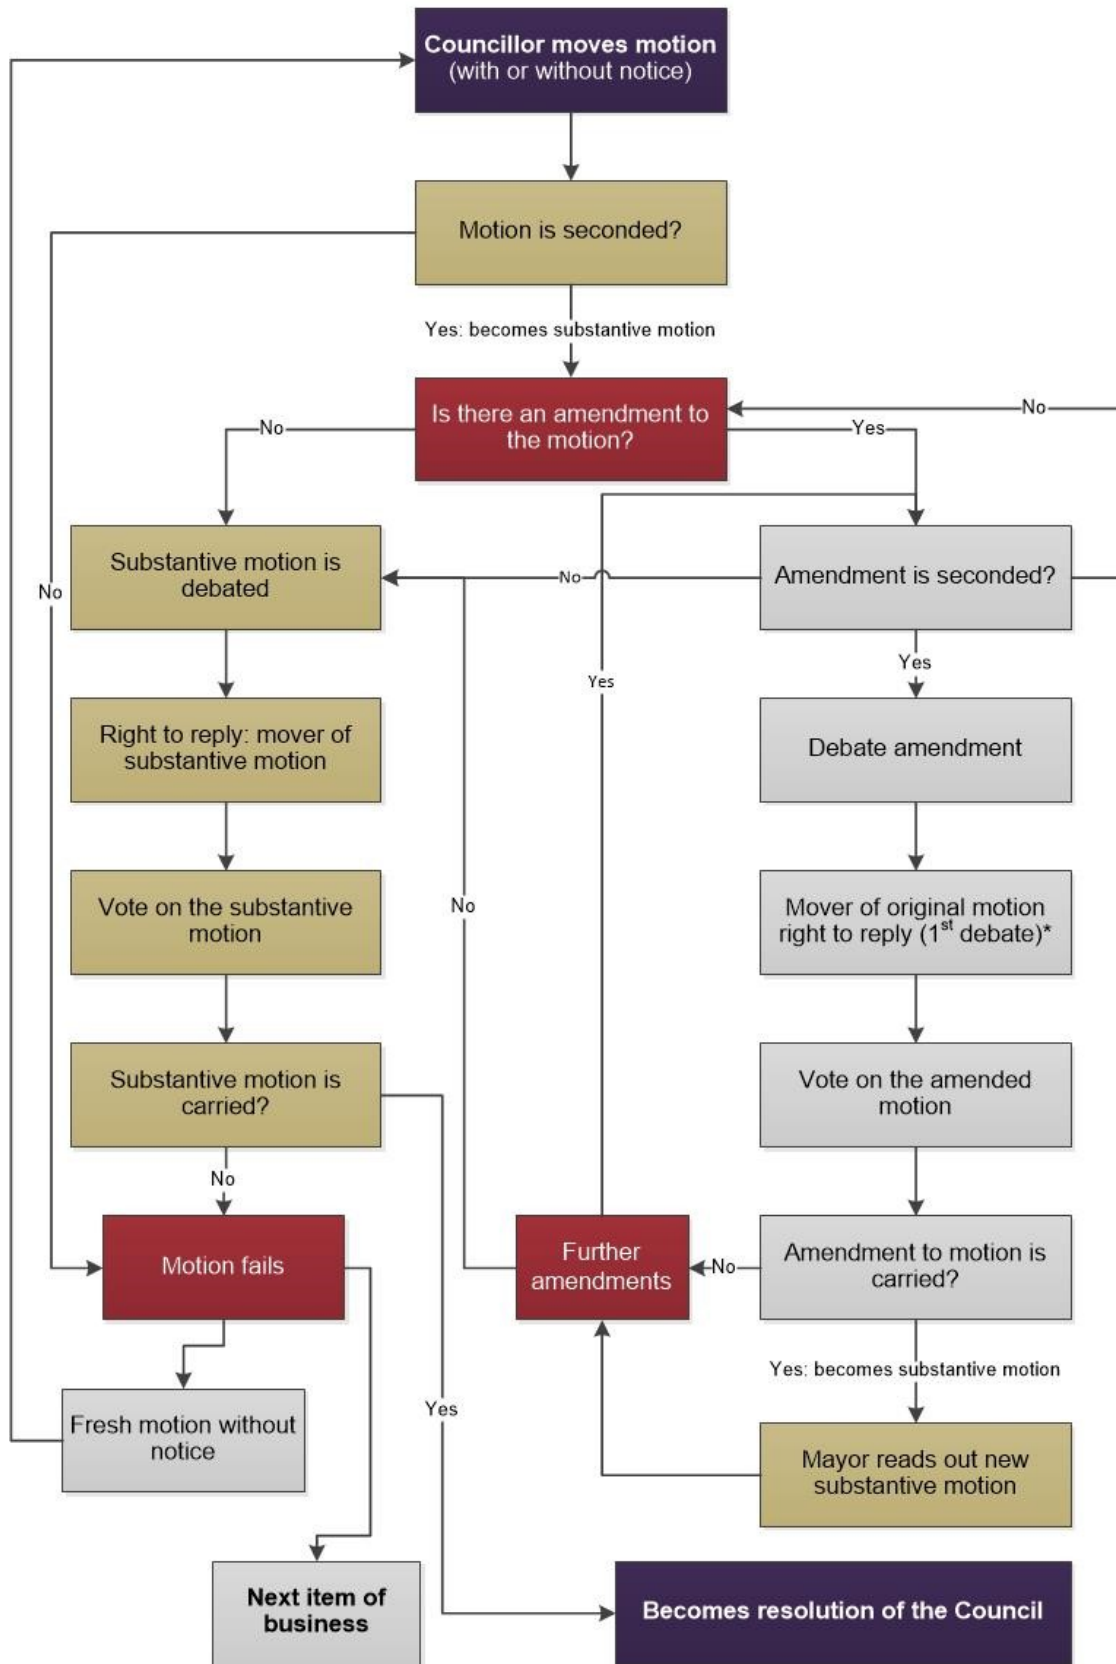 Councillor moves motion
(with or without notice)
Motion is seconded?
Yes: becomes substantive motion
Is there an amendment to
the motion?
No
No
Yes
Substantive motion is
debated
No
No
Amendment is seconded?
Yes
Yes
Right to reply: mover of
substantive motion
Debate amendment
Vote on the substantive
motion
No
Mover of original motion
right to reply (1st debate)*
Substantive motion is
carried?
Vote on the amended
motion
No
Motion fails
Further
amendments
No
Amendment to motion is
carried?
Yes: becomes substantive motion
Fresh motion without
notice
Yes
Mayor reads out new
substantive motion
Next item of
business
Becomes resolution of the Council